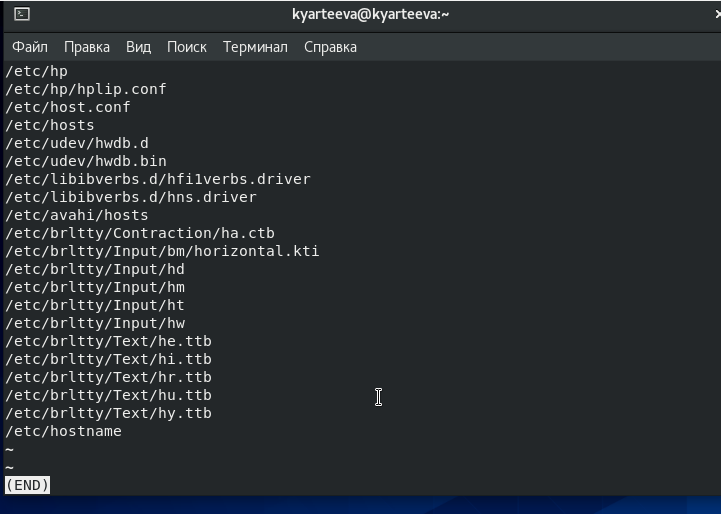 kyarteeva@kyarteeva:~
Файл Правка Вид Поиск Терминал Справка
/etc/hp
/etc/hp/hplip.conf
/etc/host.conf
/etc/hosts
/etc/udev/hwdb.d
/etc/udev/hwdb.bin
/etc/libibverbs.d/hfi1verbs.driver
/etc/libibverbs.d/hns.driver
/etc/avahi/hosts
/etc/brltty/Contraction/ha.ctb
/etc/brltty/Input/bm/horizontal.kti
/etc/brltty/Input/hd
/etc/brltty/Input/hm
/etc/brltty/Input/ht
/etc/brltty/Input/hw
/etc/brltty/Text/he.ttb
/etc/brltty/Text/hi.ttb
/etc/brltty/Text/hr.ttb
/etc/brltty/Text/hu.ttb
/etc/brltty/Text/hy.ttb
/etc/hostname
~
~
(END)